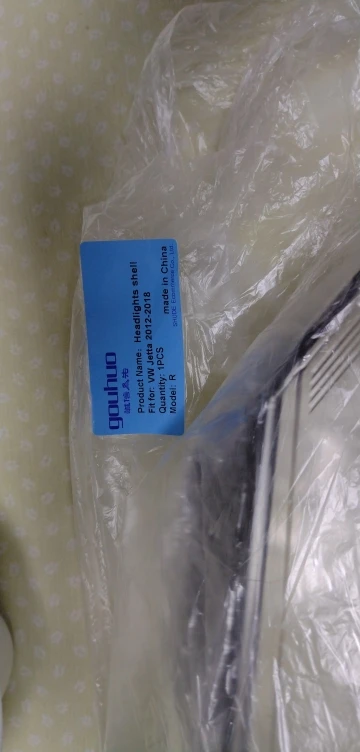 gouhuo
Product Name: Headlights shell
Fit for: VW Jetta 2012-2018
Quantity: 1PCS
Model: R
made in China